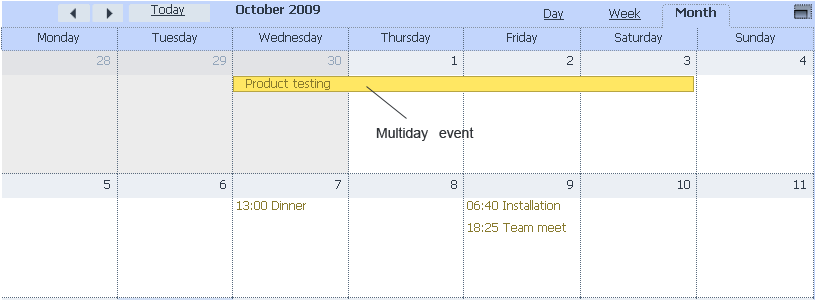 Today October 2009 Day Week Month
Monday Tuesday Wednesday Thursday Friday Saturday Sunday
28 29 30 1 2 3 4
Product testing
Multiday event
5 6 7 8 9 10 11
13:00 Dinner 06:40 Installation
18:25 Team meet